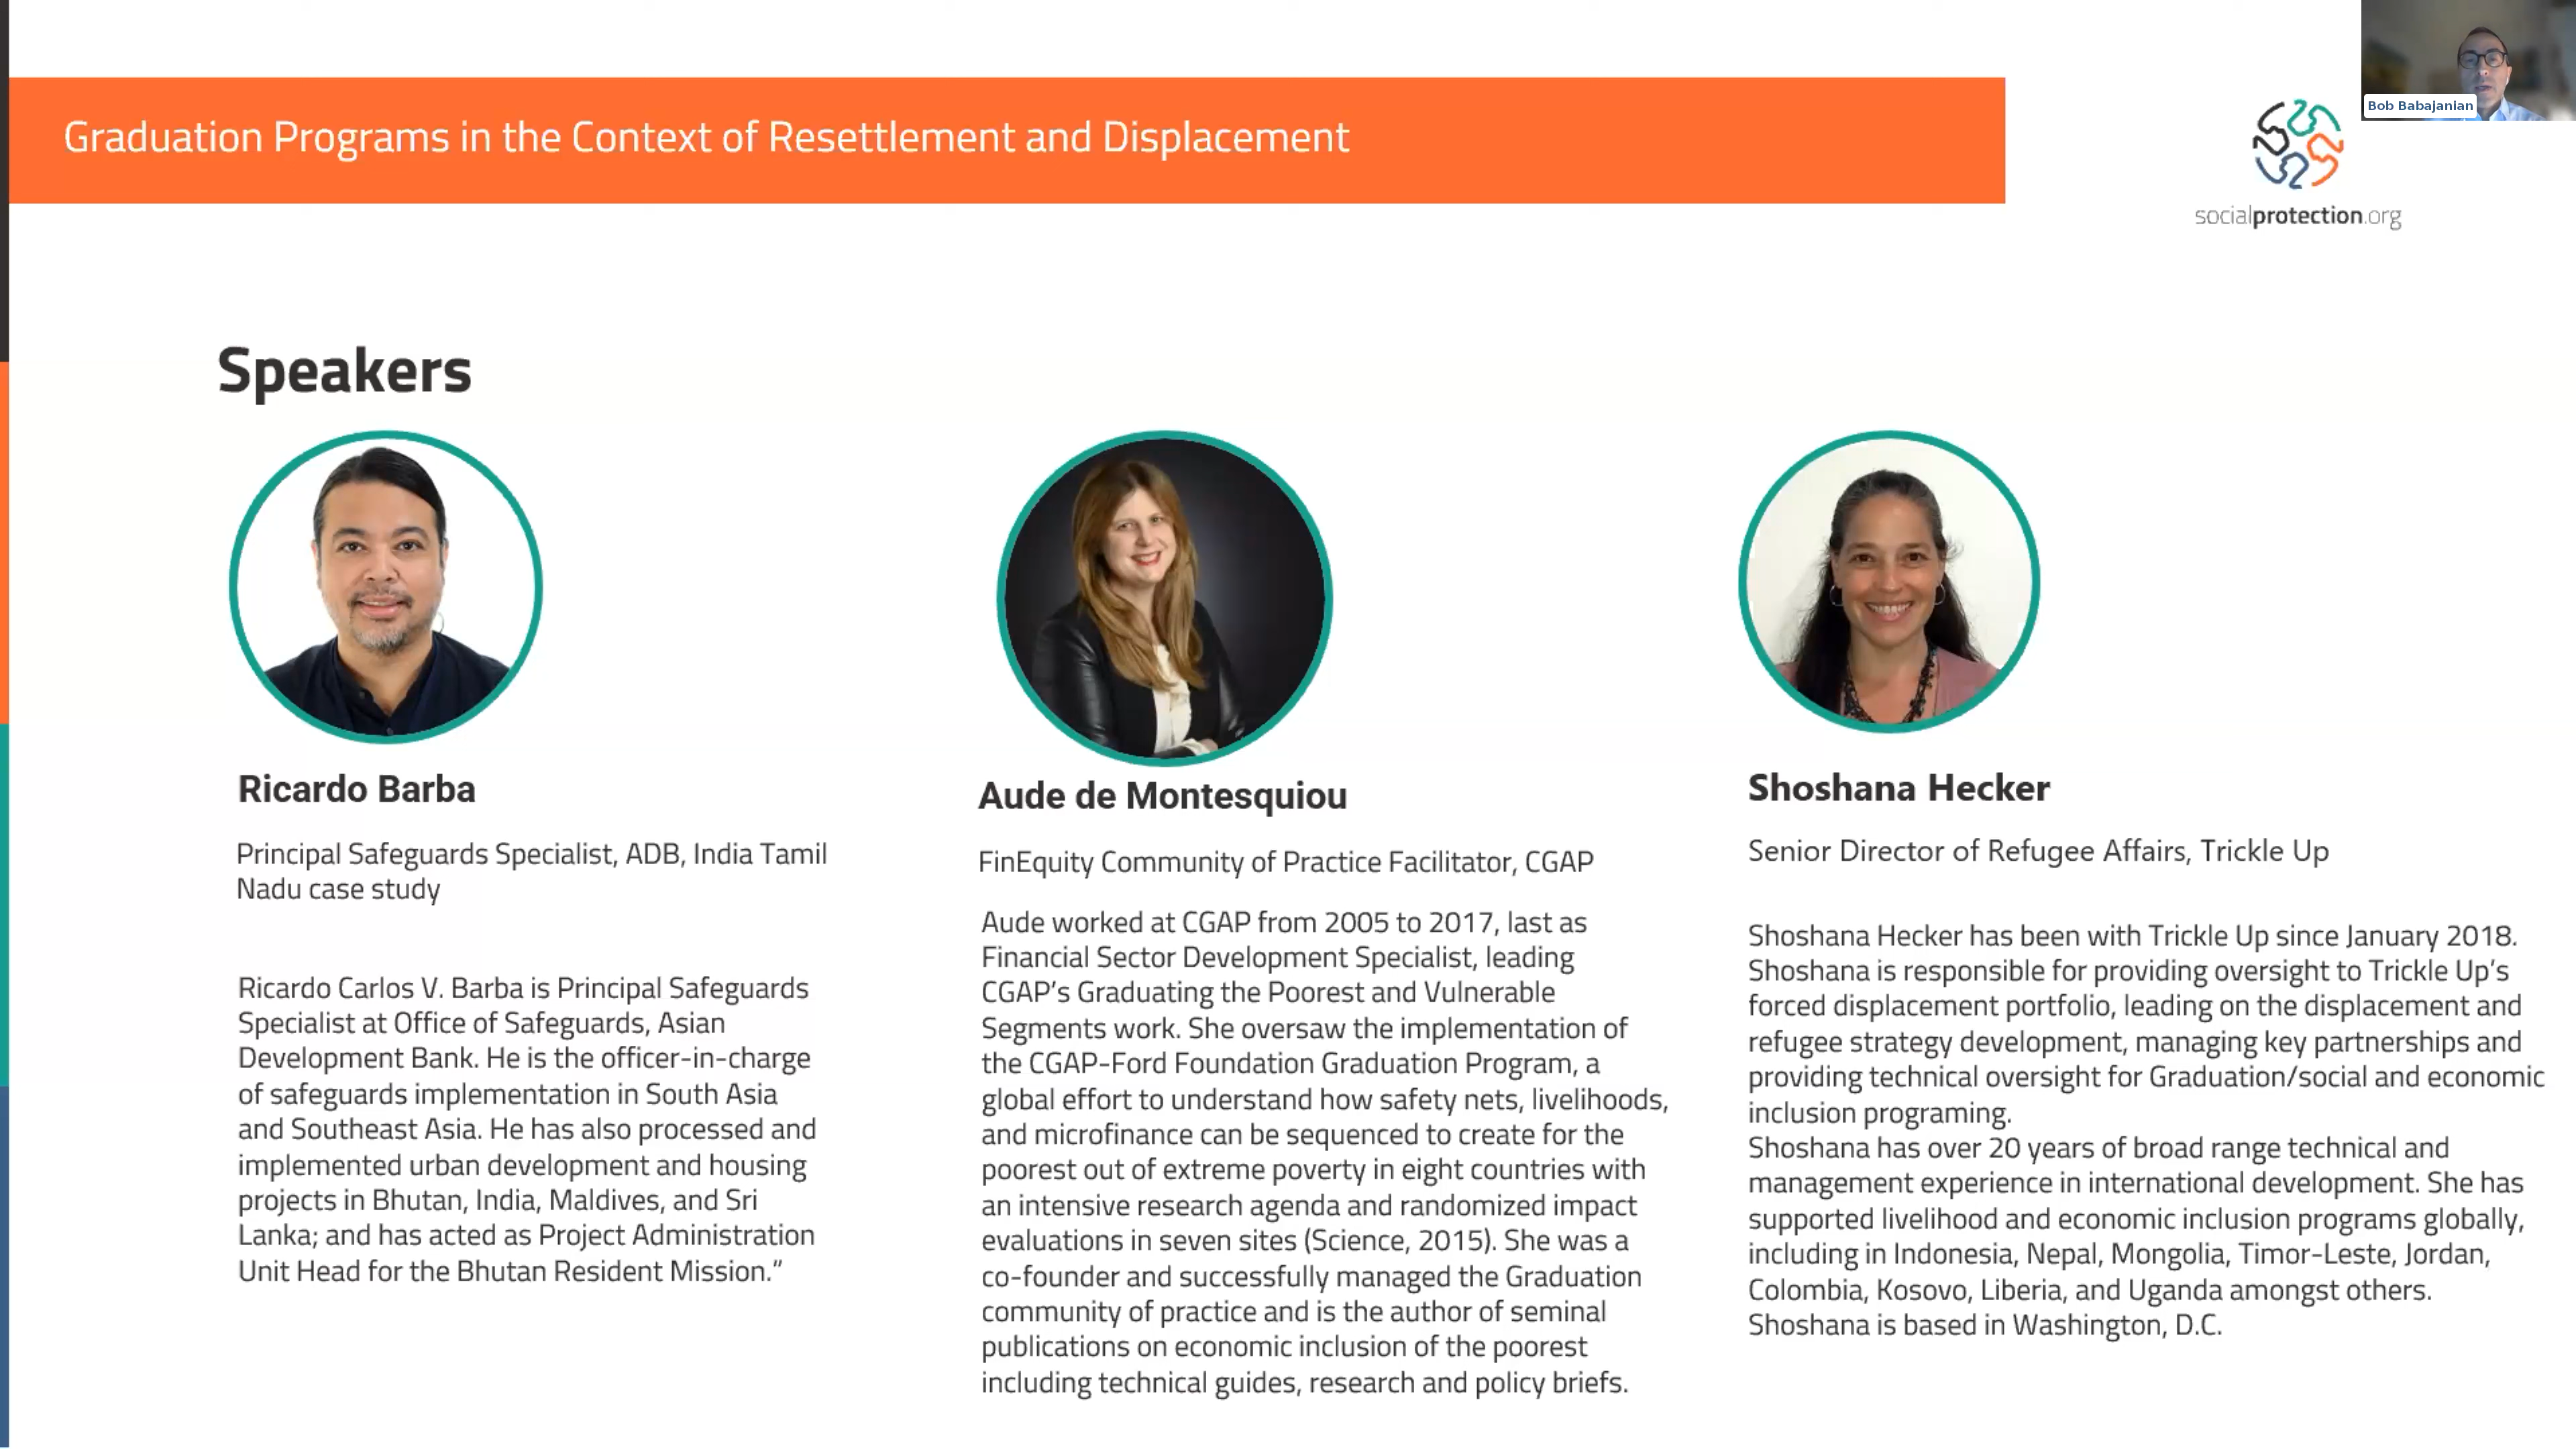 Bob Babajanian
Graduation Programs in the Context of Resettlement and Displacement
socialprotection.org
Speakers
Ricardo Barba
Principal Safeguards Specialist, ADB, India Tamil
Nadu case study
Ricardo Carlos V. Barba is Principal Safeguards
Specialist at Office of Safeguards, Asian
Development Bank. He is the officer-in-charge
of safeguards implementation in South Asia
and Southeast Asia. He has also processed and
implemented urban development and housing
projects in Bhutan, India, Maldives, and Sri
Lanka; and has acted as Project Administration
Unit Head for the Bhutan Resident Mission.”
Aude de Montesquiou
FinEquity Community of Practice Facilitator, CGAP
Aude worked at CGAP from 2005 to 2017, last as
Financial Sector Development Specialist, leading
CGAP’s Graduating the Poorest and Vulnerable
Segments work. She oversaw the implementation of
the CGAP-Ford Foundation Graduation Program, a
global effort to understand how safety nets, livelihoods,
and microfinance can be sequenced to create for the
poorest out of extreme poverty in eight countries with
an intensive research agenda and randomized impact
evaluations in seven sites (Science, 2015). She was a
co-founder and successfully managed the Graduation
community of practice and is the author of seminal
publications on economic inclusion of the poorest
including technical guides, research and policy briefs.
Shoshana Hecker
Senior Director of Refugee Affairs, Trickle Up
Shoshana Hecker has been with Trickle Up since January 2018.
Shoshana is responsible for providing oversight to Trickle Up’s
forced displacement portfolio, leading on the displacement and
refugee strategy development, managing key partnerships and
providing technical oversight for Graduation/social and economic
inclusion programing.
Shoshana has over 20 years of broad range technical and
management experience in international development. She has
supported livelihood and economic inclusion programs globally,
including in Indonesia, Nepal, Mongolia, Timor-Leste, Jordan,
Colombia, Kosovo, Liberia, and Uganda amongst others.
Shoshana is based in Washington, D.C.